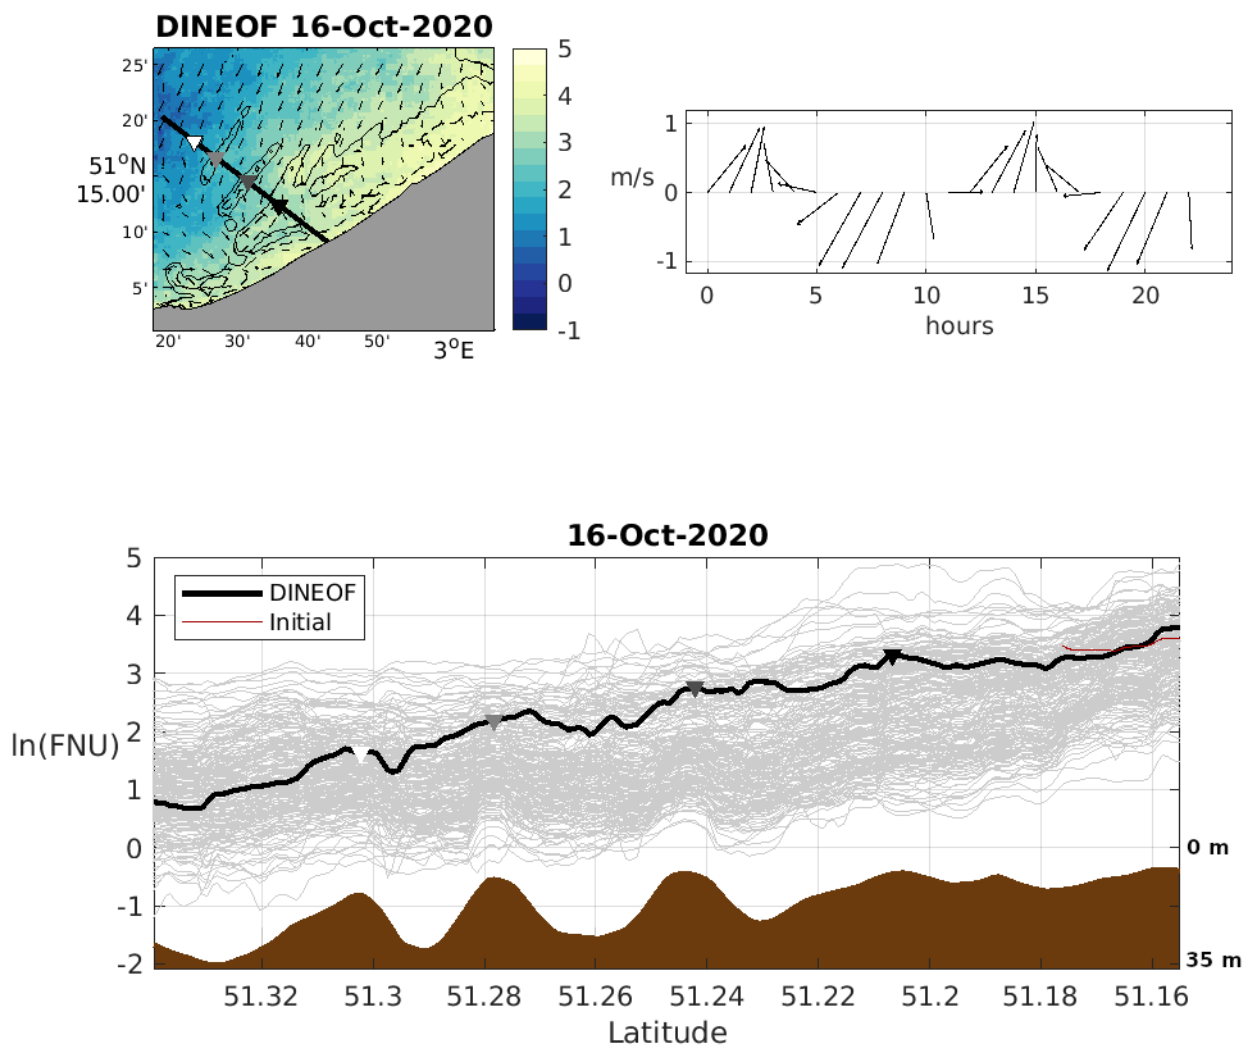 DINEOF 16-Oct-2020
25'
20'
51°N
15.00'
10'
5'
20' 30' 40' 50'
3°E
5
4
3
2
1
0
-1
1
0
-1
m/s
0 5 10 15 20
hours
16-Oct-2020
DINEOF
Initial
5
4
3
2
1
0
-1
-2
ln(FNU)
0 m
35 m
51.32 51.3 51.28 51.26 51.24 51.22 51.2 51.18 51.16
Latitude